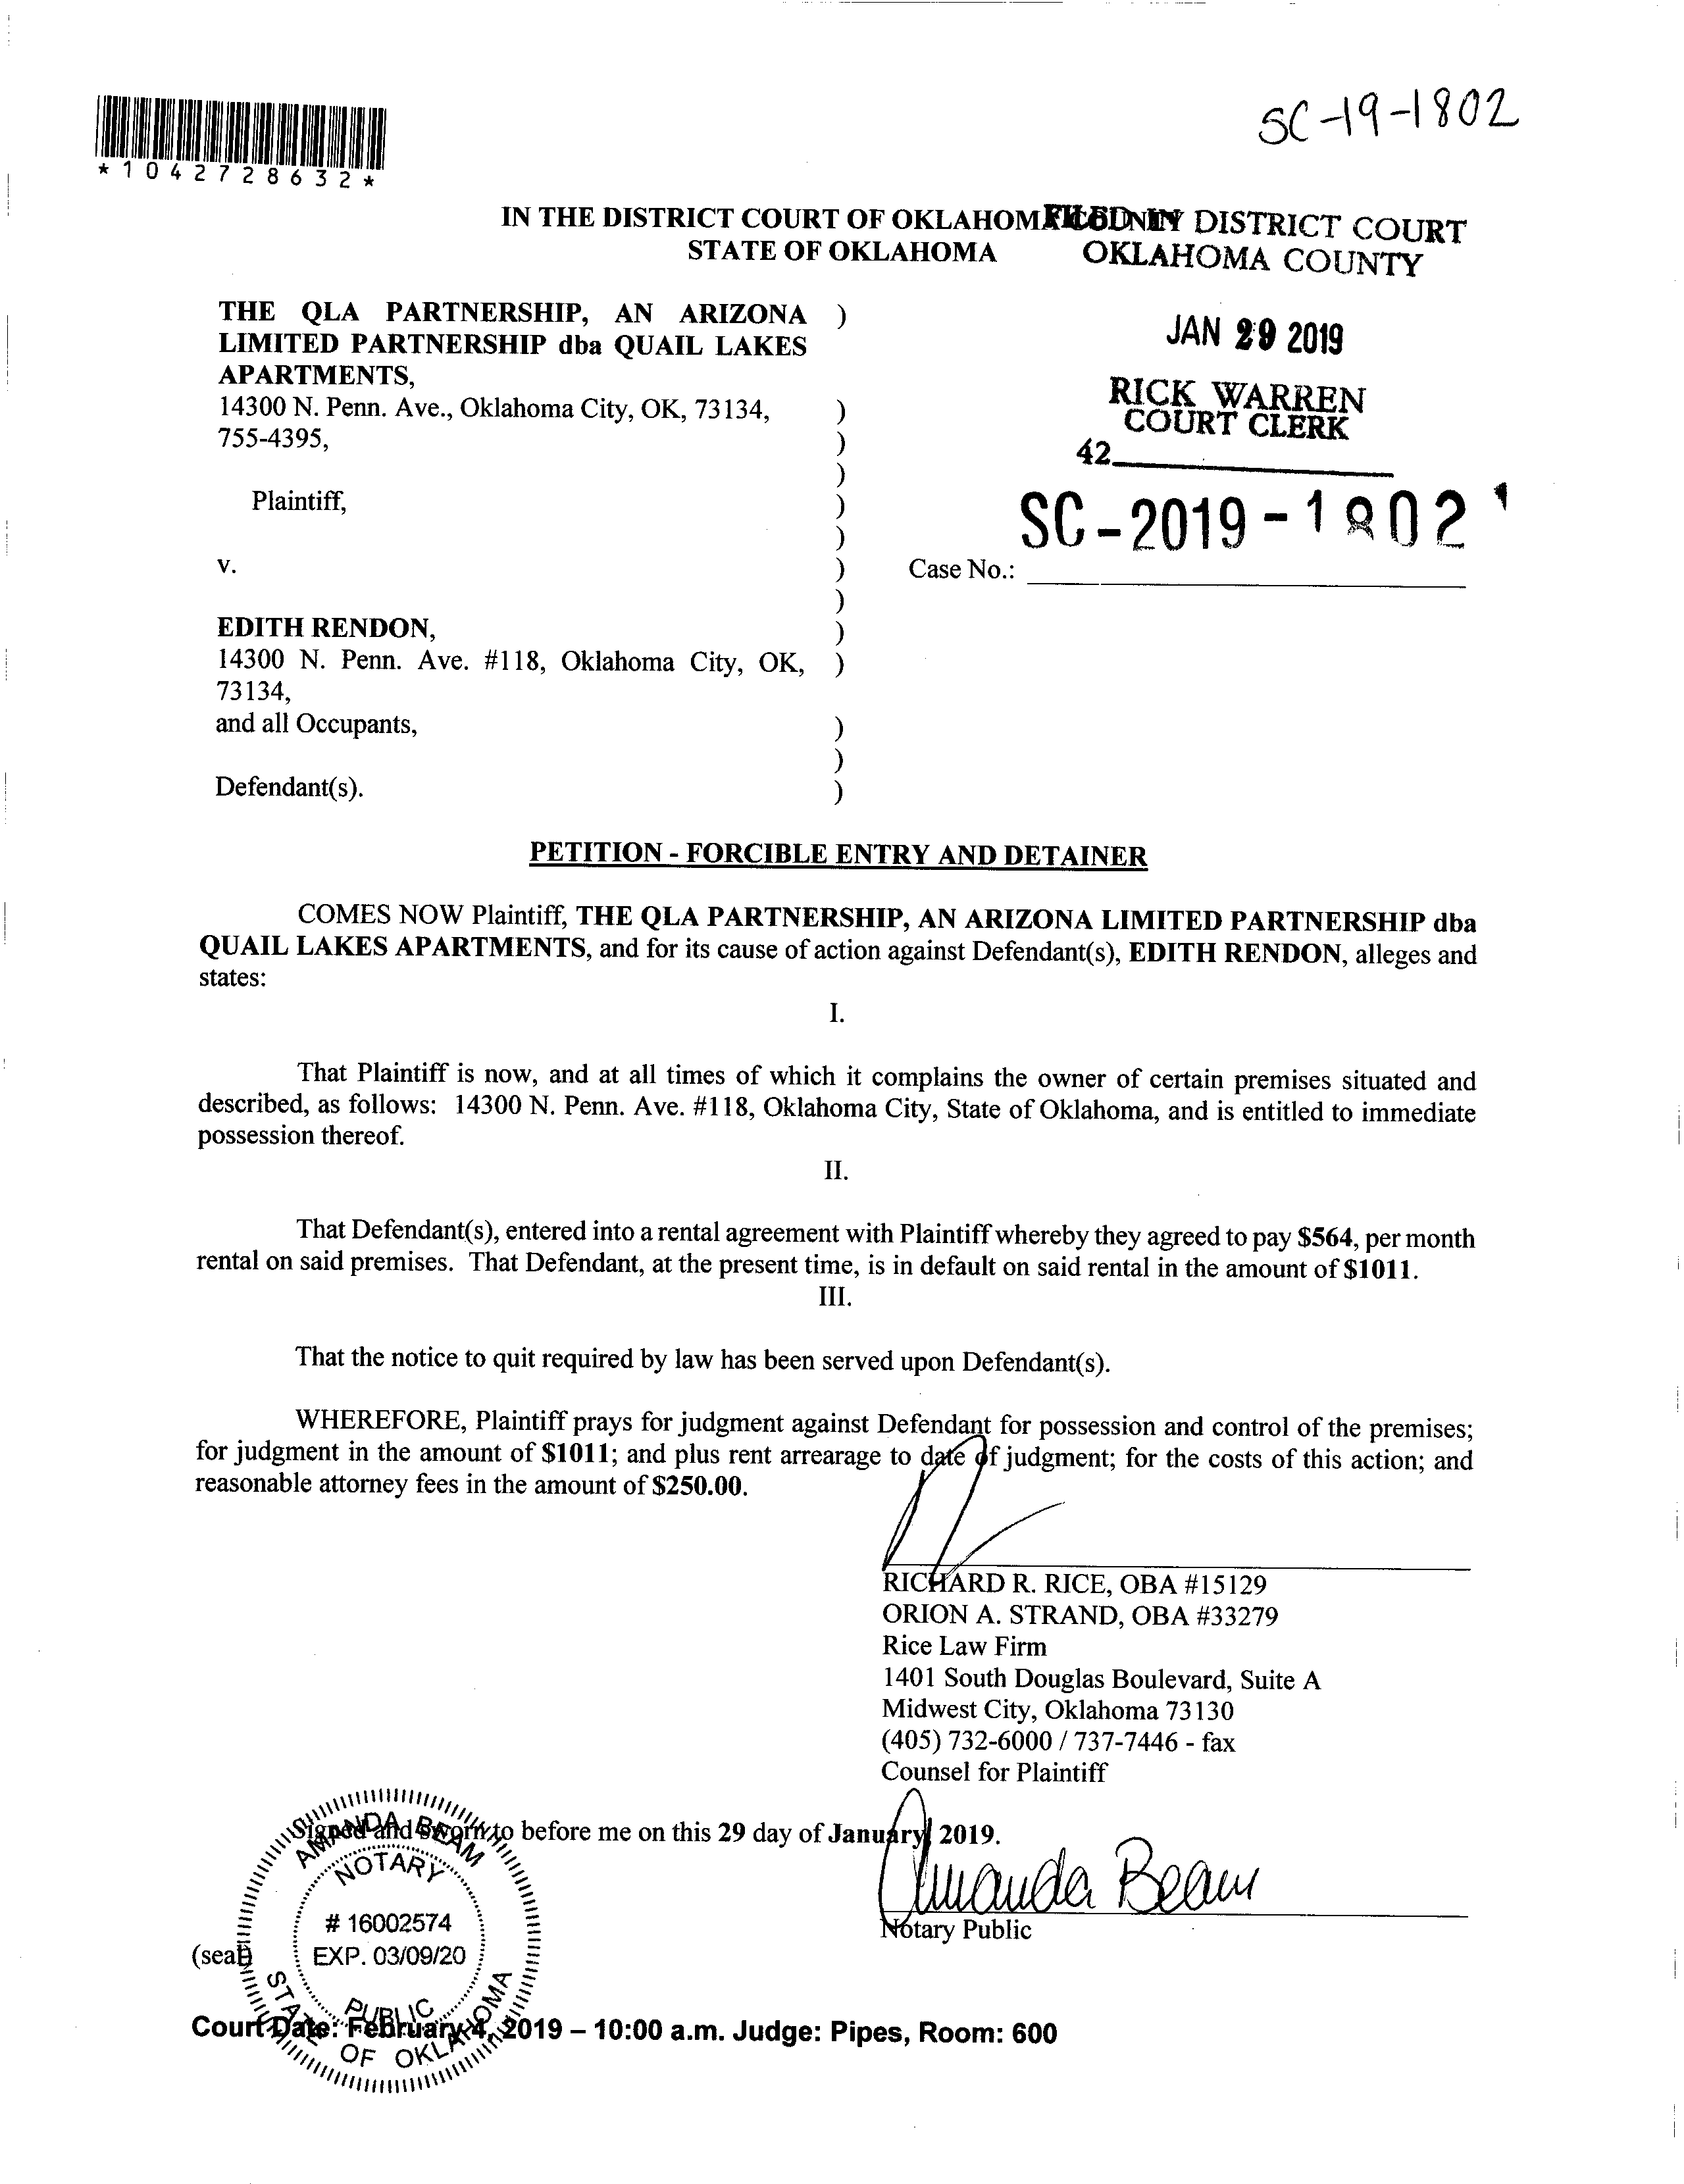 SC-19-1802
*1042728632*
IN THE DISTRICT COURT OF OKLAHOMA COUNTY
STATE OF OKLAHOMA
FILED IN DISTRICT COURT
OKLAHOMA COUNTY
JAN 29 2019
RICK WARREN
COURT CLERK
42
SC-2019-1802
THE QLA PARTNERSHIP, AN ARIZONA )
LIMITED PARTNERSHIP dba QUAIL LAKES
APARTMENTS,
14300 N. Penn. Ave., Oklahoma City, OK, 73134, )
755-4395, )
)
Plaintiff, )
)
v. ) Case No.:
)
EDITH RENDON, )
14300 N. Penn. Ave. #118, Oklahoma City, OK, )
73134,
and all Occupants, )
)
Defendant(s). )
PETITION - FORCIBLE ENTRY AND DETAINER
COMES NOW Plaintiff, THE QLA PARTNERSHIP, AN ARIZONA LIMITED PARTNERSHIP dba
QUAIL LAKES APARTMENTS, and for its cause of action against Defendant(s), EDITH RENDON, alleges and
states:
I.
That Plaintiff is now, and at all times of which it complains the owner of certain premises situated and
described, as follows: 14300 N. Penn. Ave. #118, Oklahoma City, State of Oklahoma, and is entitled to immediate
possession thereof.
II.
That Defendant(s), entered into a rental agreement with Plaintiff whereby they agreed to pay $564, per month
rental on said premises. That Defendant, at the present time, is in default on said rental in the amount of $1011.
III.
That the notice to quit required by law has been served upon Defendant(s).
WHEREFORE, Plaintiff prays for judgment against Defendant for possession and control of the premises;
for judgment in the amount of $1011; and plus rent arrearage to date of judgment; for the costs of this action; and
reasonable attorney fees in the amount of $250.00.
RICHARD R. RICE, OBA #15129
ORION A. STRAND, OBA #33279
Rice Law Firm
1401 South Douglas Boulevard, Suite A
Midwest City, Oklahoma 73130
(405) 732-6000 / 737-7446 - fax
Counsel for Plaintiff
Signed and sworn to before me on this 29 day of January, 2019.
Amanda Beam
Notary Public
(seal)
AMANDA BEAM
NOTARY
# 16002574
EXP. 03/09/20
PUBLIC
STATE OF OKLAHOMA
Court Date: February 4, 2019 – 10:00 a.m. Judge: Pipes, Room: 600